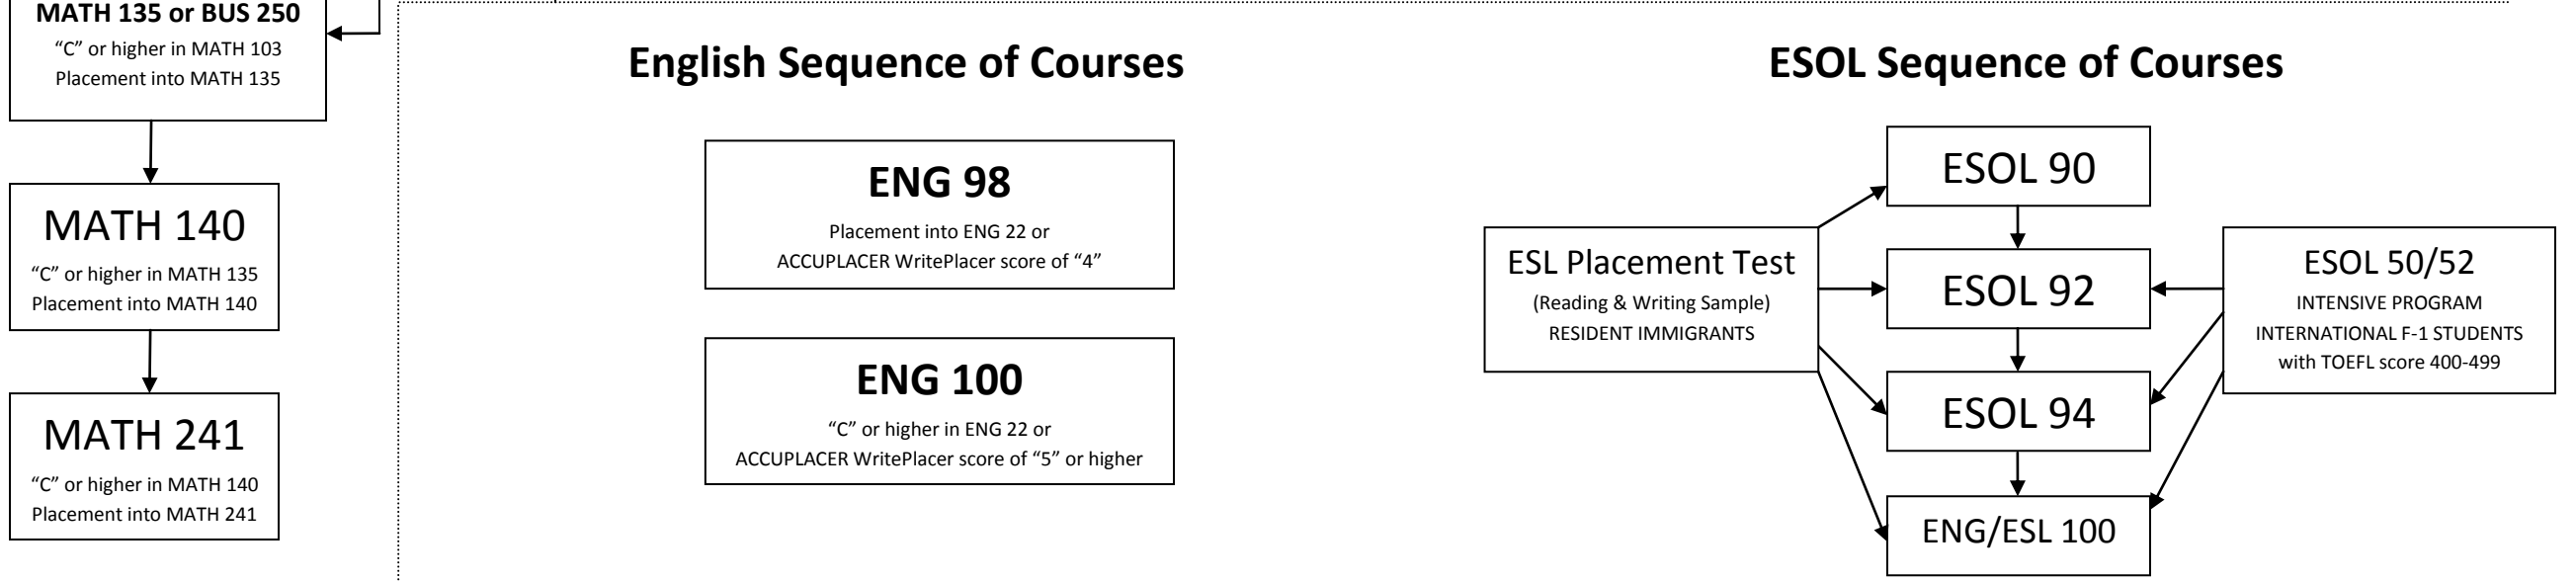 MATH 135 or BUS 250
“C” or higher in MATH 103
Placement into MATH 135
MATH 140
“C” or higher in MATH 135
Placement into MATH 140
MATH 241
“C” or higher in MATH 140
Placement into MATH 241
English Sequence of Courses
ENG 98
Placement into ENG 22 or
ACCUPLACER WritePlacer score of “4”
ENG 100
“C” or higher in ENG 22 or
ACCUPLACER WritePlacer score of “5” or higher
ESOL Sequence of Courses
ESL Placement Test
(Reading & Writing Sample)
RESIDENT IMMIGRANTS
ESOL 90
ESOL 92
ESOL 94
ENG/ESL 100
ESOL 50/52
INTENSIVE PROGRAM
INTERNATIONAL F-1 STUDENTS
with TOEFL score 400-499